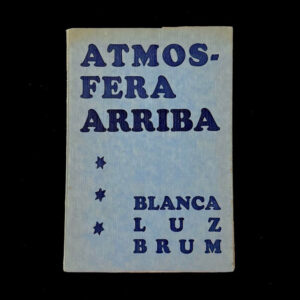 ATMOS-
FERA
ARRIBA
BLANCA
LUZ
BRUM